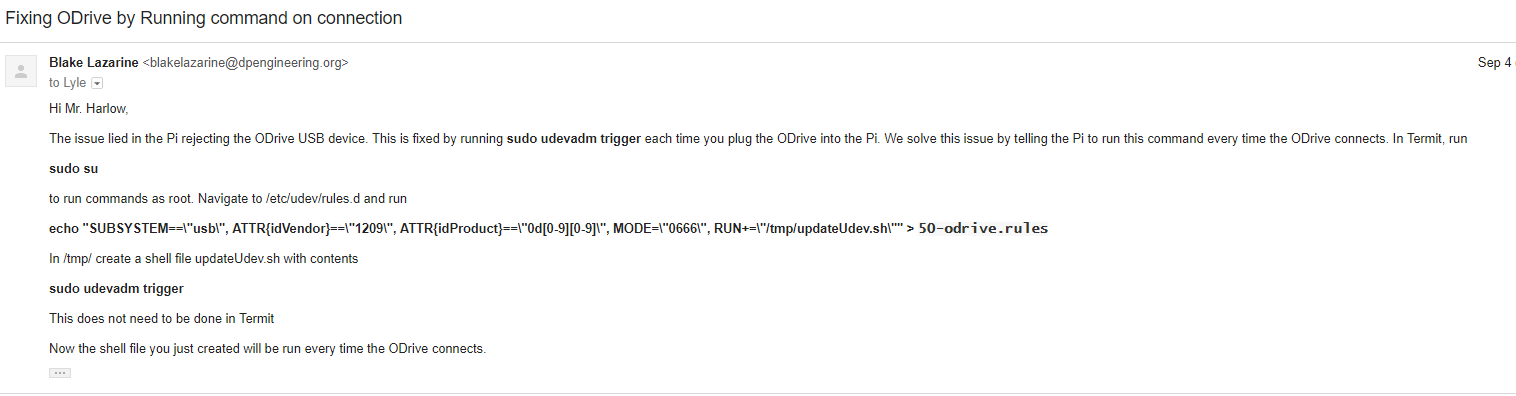 Fixing ODrive by Running command on connection
Blake Lazarine <blakelazarine@dpengineering.org>
Sep 4
to Lyle
Hi Mr. Harlow,
The issue lied in the Pi rejecting the ODrive USB device. This is fixed by running sudo udevadm trigger each time you plug the ODrive into the Pi. We solve this issue by telling the Pi to run this command every time the ODrive connects. In Termit, run
sudo su
to run commands as root. Navigate to /etc/udev/rules.d and run
echo "SUBSYSTEM==\"usb\", ATTR{idVendor}==\"1209\", ATTR{idProduct}==\"0d[0-9][0-9]\", MODE=\"0666\", RUN+=\"/tmp/updateUdev.sh\"" > 50-odrive.rules
In /tmp/ create a shell file updateUdev.sh with contents
sudo udevadm trigger
This does not need to be done in Termit
Now the shell file you just created will be run every time the ODrive connects.